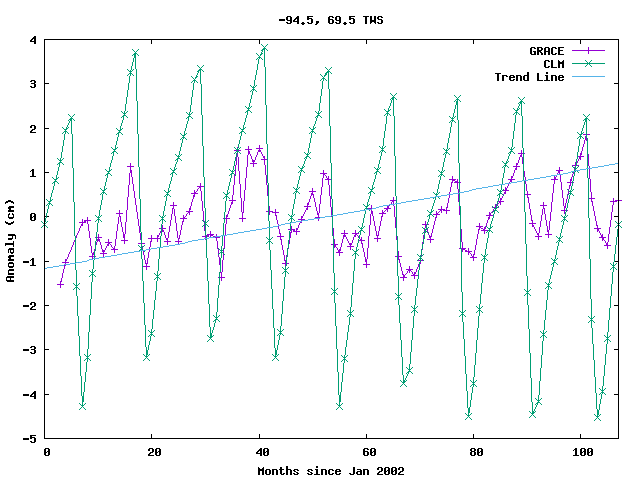 -94.5, 69.5 TWS
GRACE
CLM
Trend Line
4
3
2
1
0
-1
-2
-3
-4
-5
Anomaly (cm)
0 20 40 60 80 100
Months since Jan 2002